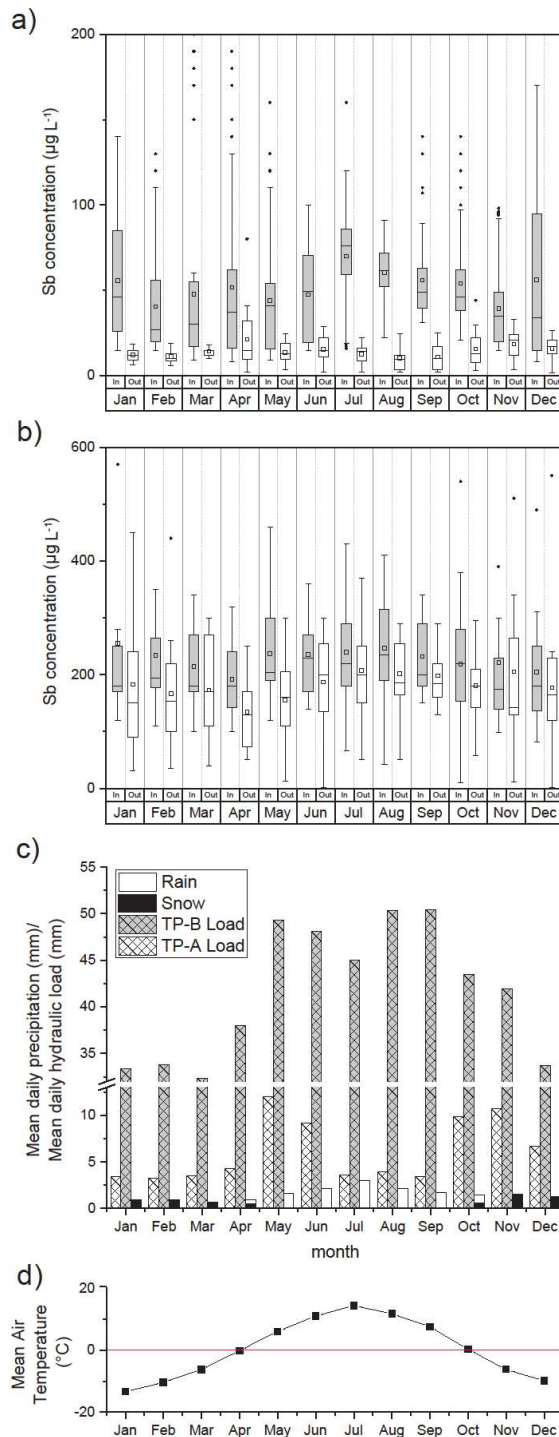 a)
200
100
0
Sb concentration (µg L⁻¹)
In Out In Out In Out In Out In Out In Out In Out In Out In Out In Out In Out In Out
Jan Feb Mar Apr May Jun Jul Aug Sep Oct Nov Dec
b)
600
400
200
0
Sb concentration (µg L⁻¹)
In Out In Out In Out In Out In Out In Out In Out In Out In Out In Out In Out In Out
Jan Feb Mar Apr May Jun Jul Aug Sep Oct Nov Dec
c)
Rain
Snow
TP-B Load
TP-A Load
55
50
45
40
35
10
5
0
Mean daily precipitation (mm)/
Mean daily hydraulic load (mm)
Jan Feb Mar Apr May Jun Jul Aug Sep Oct Nov Dec
month
d)
20
0
-20
Mean Air
Temperature
(°C)
Jan Feb Mar Apr May Jun Jul Aug Sep Oct Nov Dec